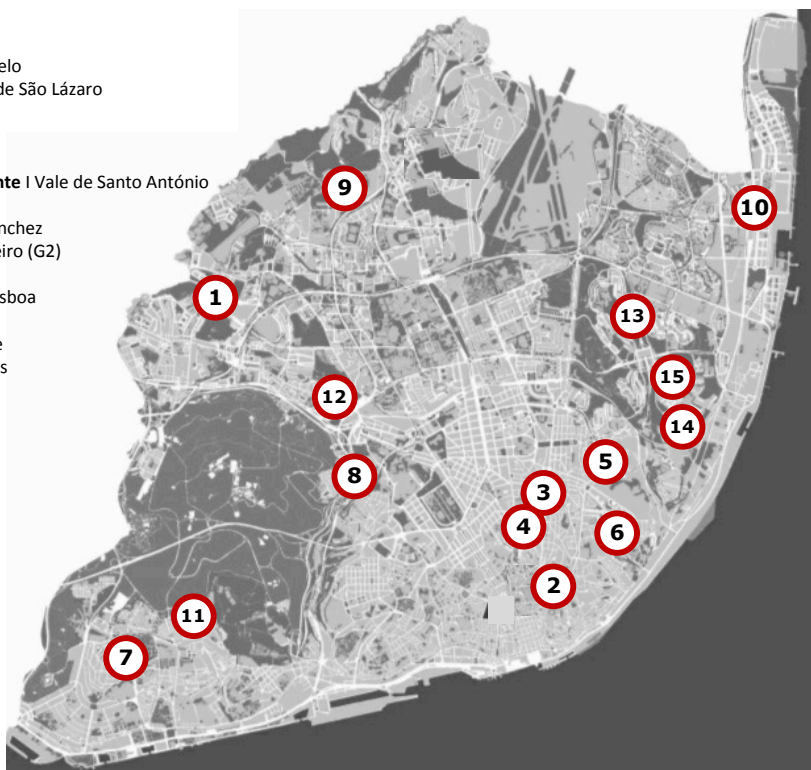 elo
de São Lázaro
nte I Vale de Santo António
nchez
eiro (G2)
sboa
e
s
9
10
1
13
15
12
14
5
8
3
4
6
2
11
7